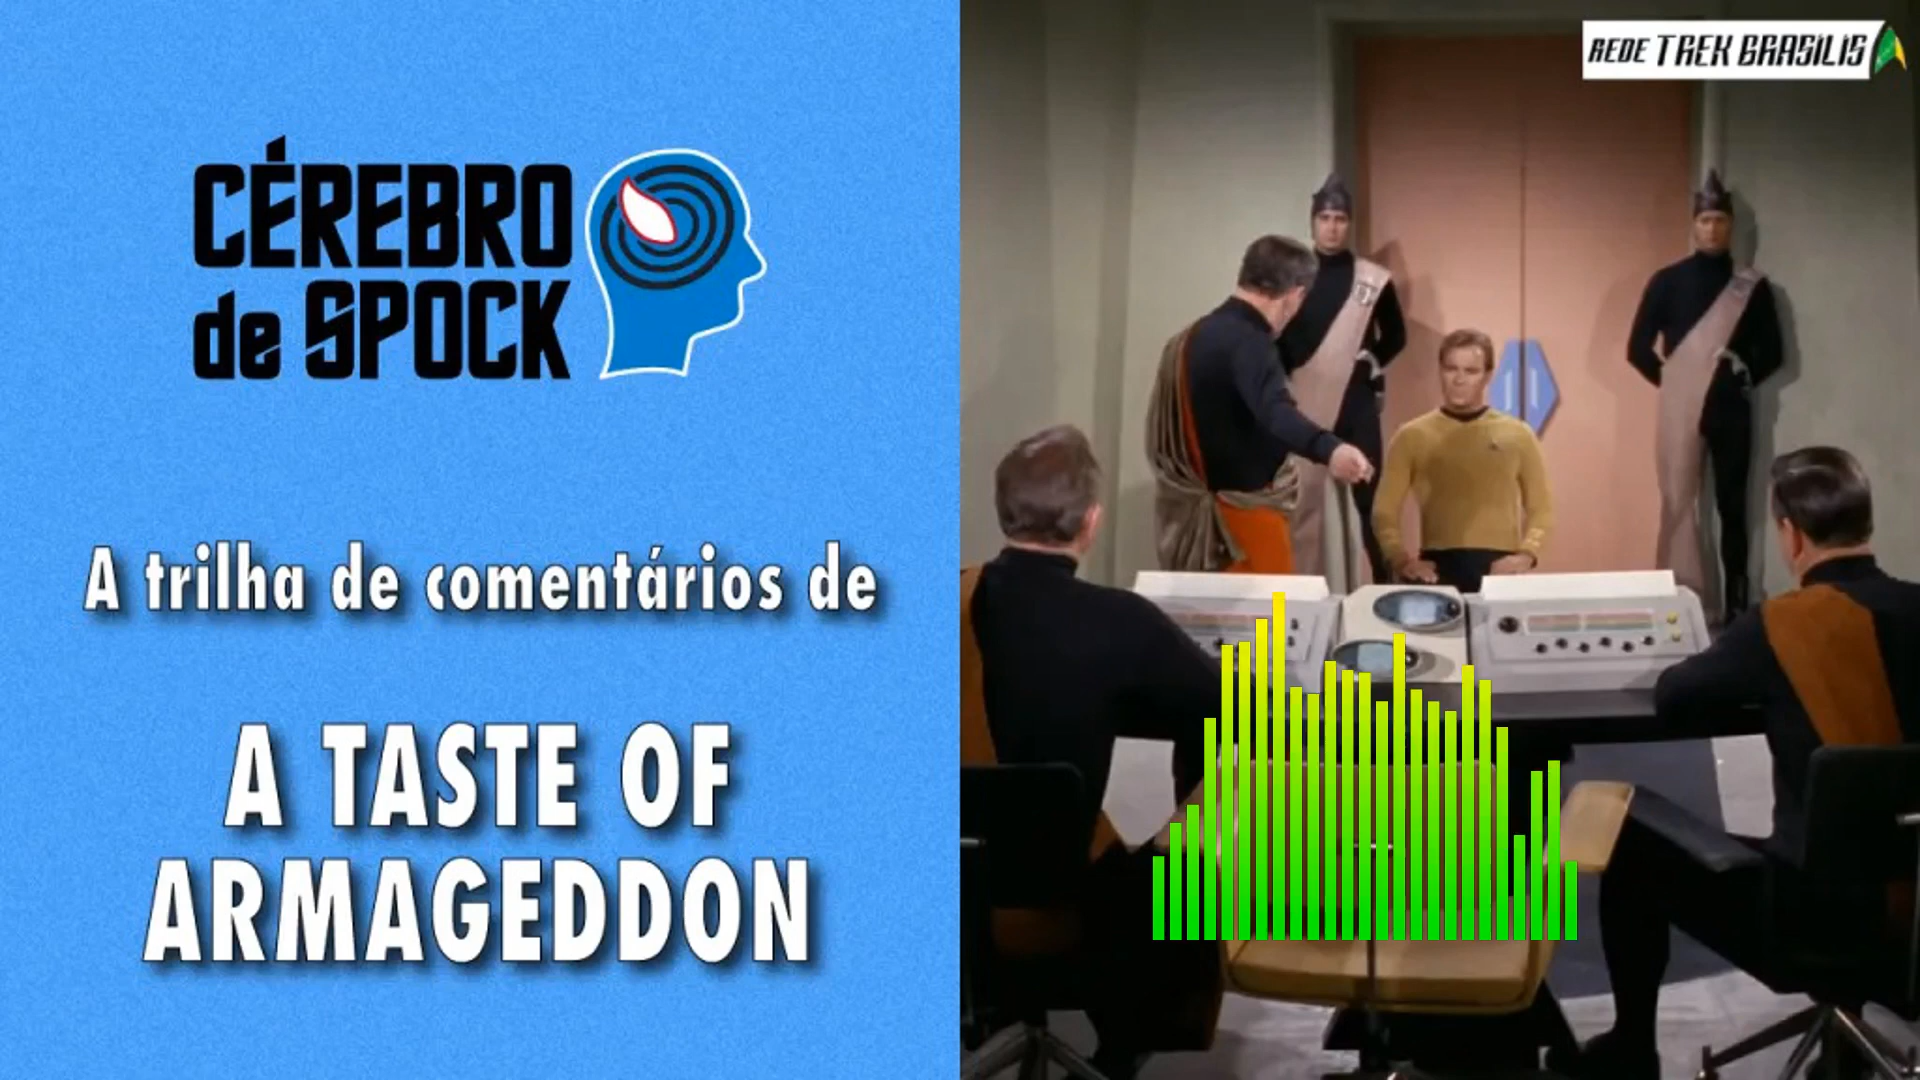 CÉREBRO
de SPOCK
A trilha de comentários de
A TASTE OF
ARMAGEDDON
REDE TREK BRASILIS